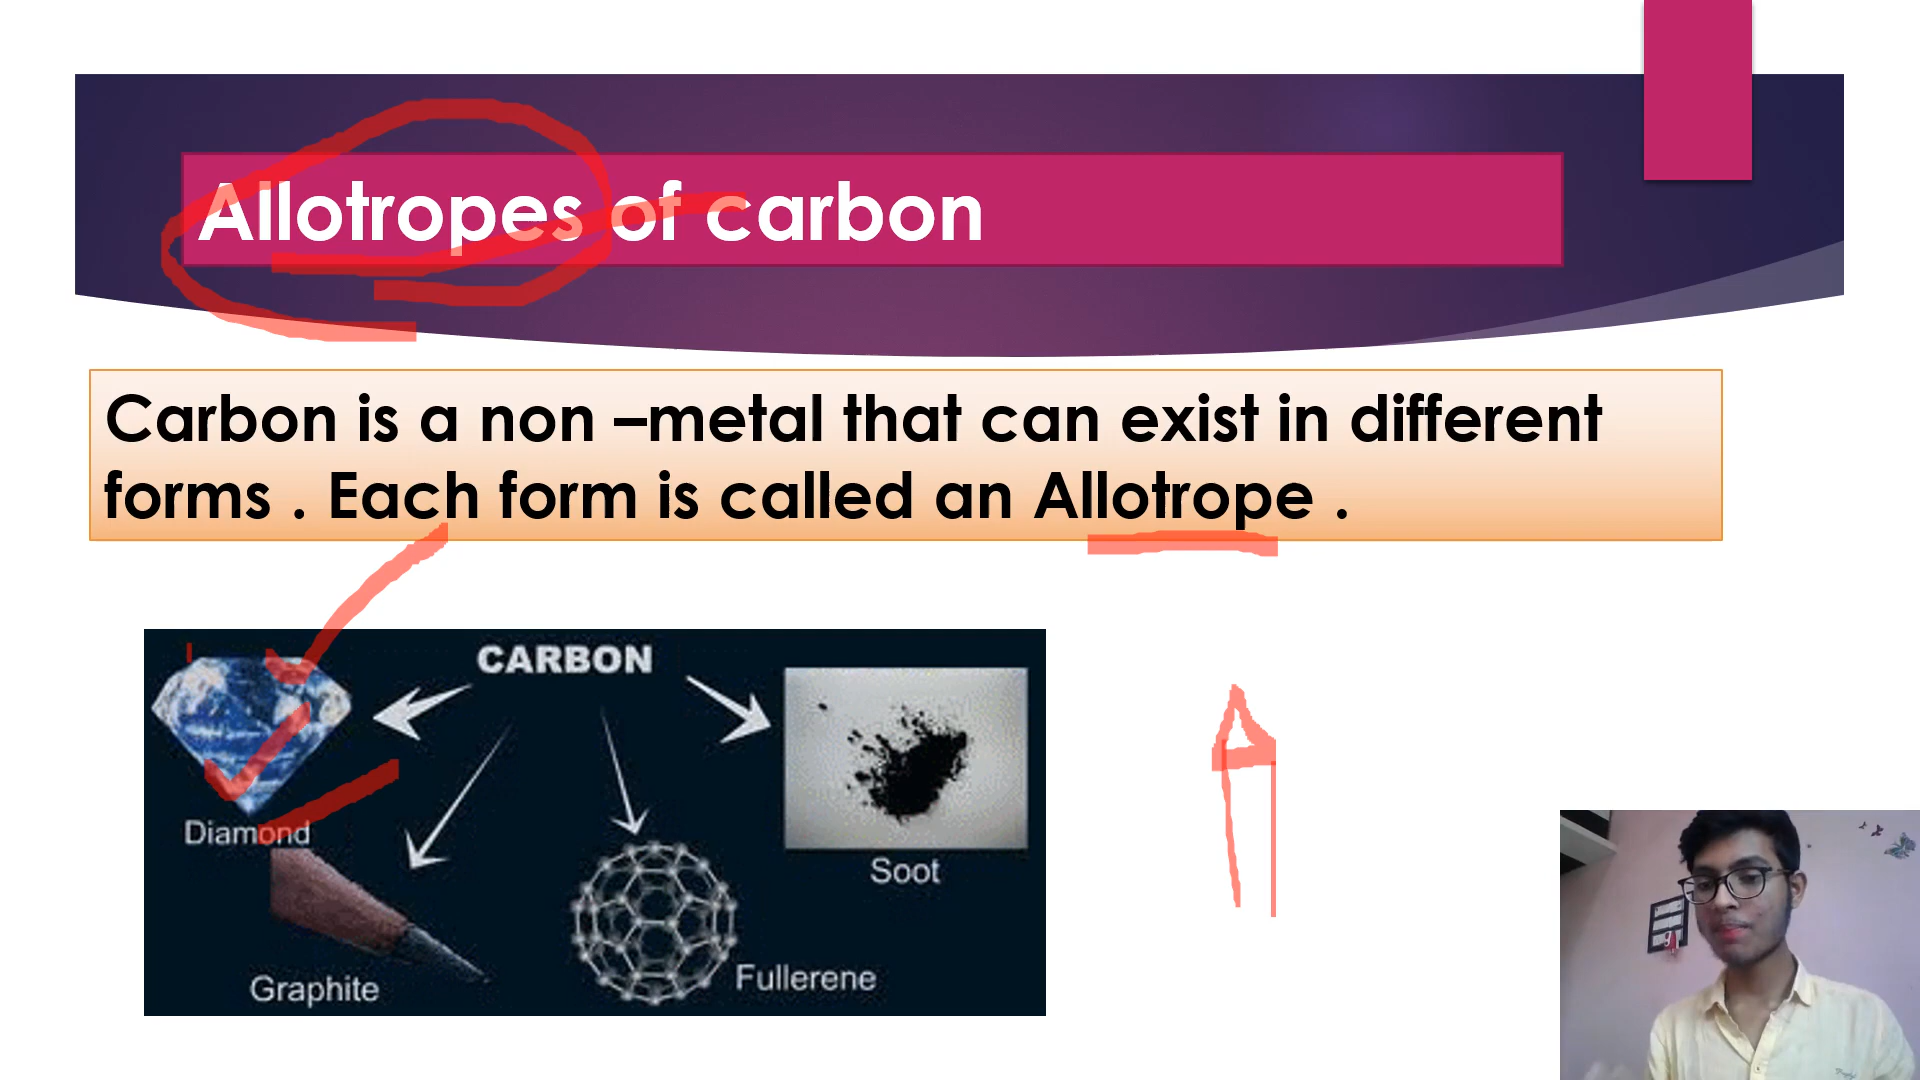 Allotropes of carbon
Carbon is a non –metal that can exist in different
forms . Each form is called an Allotrope .
CARBON
Diamond
Soot
Graphite
Fullerene